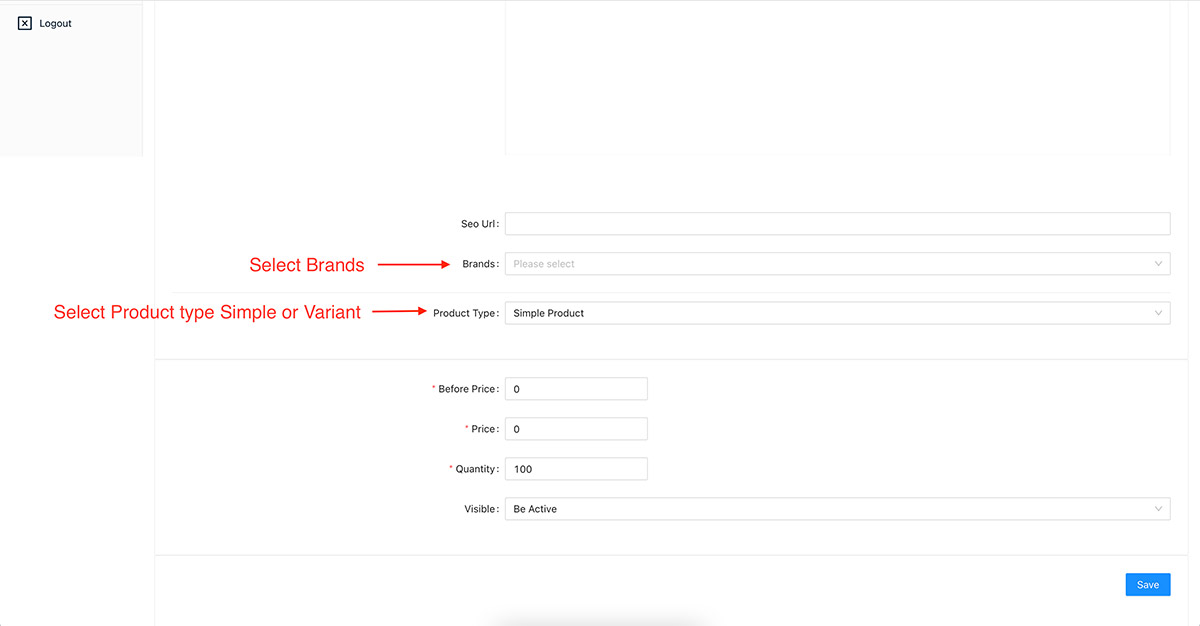 Logout
Seo Url :
Select Brands
Brands :
Please select
Select Product type Simple or Variant
Product Type :
Simple Product
* Before Price :
0
* Price :
0
* Quantity :
100
Visible :
Be Active
Save